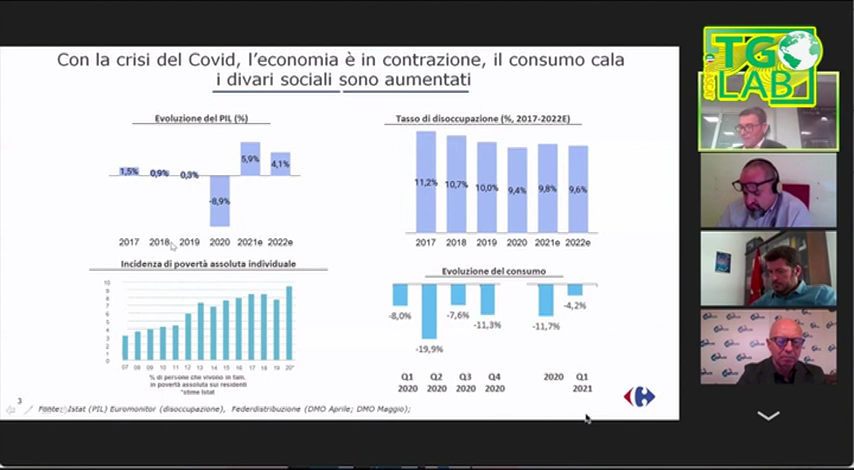 Con la crisi del Covid, l'economia è in contrazione, il consumo cala
i divari sociali sono aumentati
TG
LAB
Evoluzione del PIL (%)
1,5%
0,9%
0,3%
-8,9%
5,9%
4,1%
2017 2018 2019 2020 2021e 2022e
Tasso di disoccupazione (%, 2017-2022E)
11,2%
10,7%
10,0%
9,4%
9,8%
9,6%
2017 2018 2019 2020 2021e 2022e
Incidenza di povertà assoluta individuale
10
9
8
7
6
5
4
3
2
1
0
07 08 09 10 11 12 13 14 15 16 17 18 19 20*
% di persone che vivono in fam.
in povertà assoluta sui residenti
*stime Istat
Evoluzione del consumo
-8,0%
-19,9%
-7,6%
-11,3%
-11,7%
-4,2%
Q1 Q2 Q3 Q4 2020 Q1
2020 2020 2020 2020 2021
3
Fonte: Istat (PIL) Euromonitor (disoccupazione), Federdistribuzione (DMO Aprile; DMO Maggio);